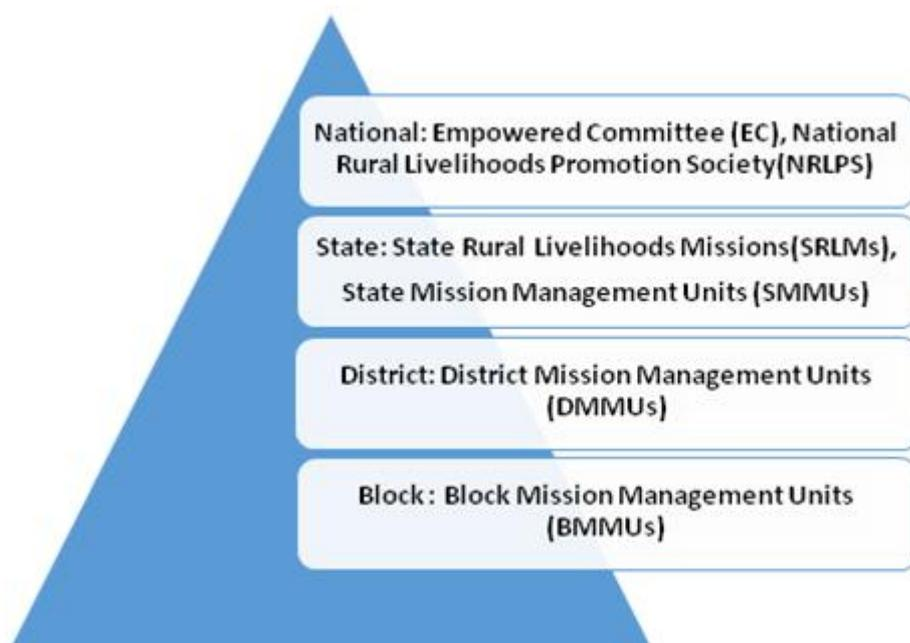 National: Empowered Committee (EC), National
Rural Livelihoods Promotion Society(NRLPS)
State: State Rural Livelihoods Missions(SRLMs),
State Mission Management Units (SMMUs)
District: District Mission Management Units
(DMMUs)
Block : Block Mission Management Units
(BMMUs)